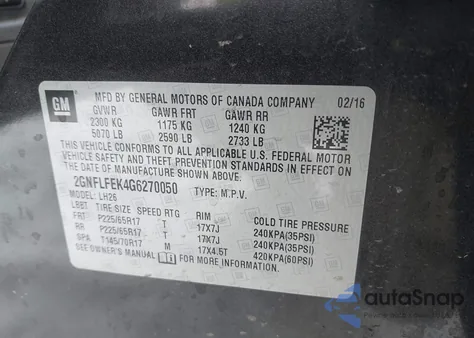 GM
MFD BY GENERAL MOTORS OF CANADA COMPANY 02/16
GVWR GAWR FRT GAWR RR
2300 KG 1175 KG 1240 KG
5070 LB 2590 LB 2733 LB
THIS VEHICLE CONFORMS TO ALL APPLICABLE U.S. FEDERAL MOTOR
VEHICLE SAFETY AND THEFT PREVENTION STANDARDS IN EFFECT ON THE
DATE OF MANUFACTURE SHOWN ABOVE.
2GNFLFEK4G6270050 TYPE: M.P.V.
MODEL: LH26
TIRE SIZE SPEED RTG RIM COLD TIRE PRESSURE
FRT P225/65R17 T 17X7J 240KPA(35PSI)
RR P225/65R17 T 17X7J 240KPA(35PSI)
SPA T145/70R17 M 17X4.5T 420KPA(60PSI)
SEE OWNER'S MANUAL FOR MORE INFORMATION.
autoSnap